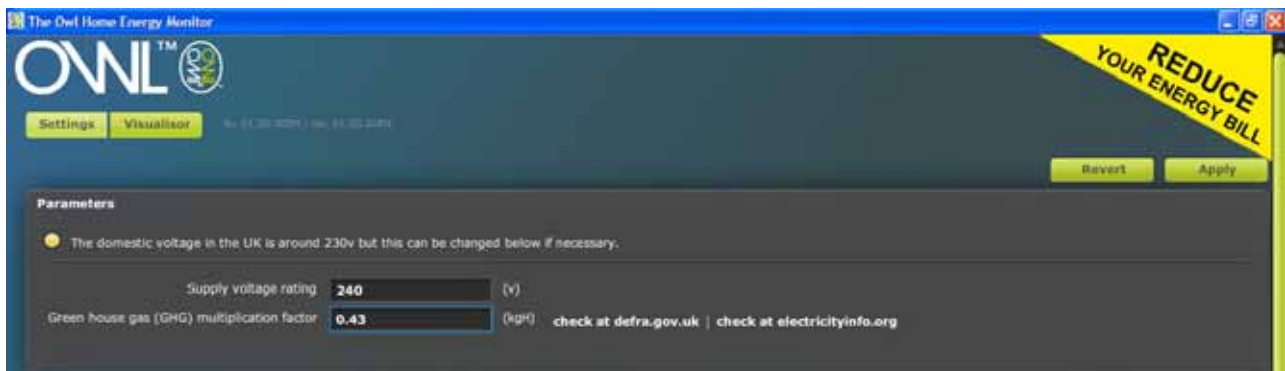 The Owl Home Energy Monitor
OWL™
REDUCE
YOUR ENERGY BILL
Settings
Visualisor
Revert
Apply
Parameters
The domestic voltage in the UK is around 230v but this can be changed below if necessary.
Supply voltage rating 240 (v)
Green house gas (GHG) multiplication factor 0.43 (kgH) check at defra.gov.uk | check at electricityinfo.org